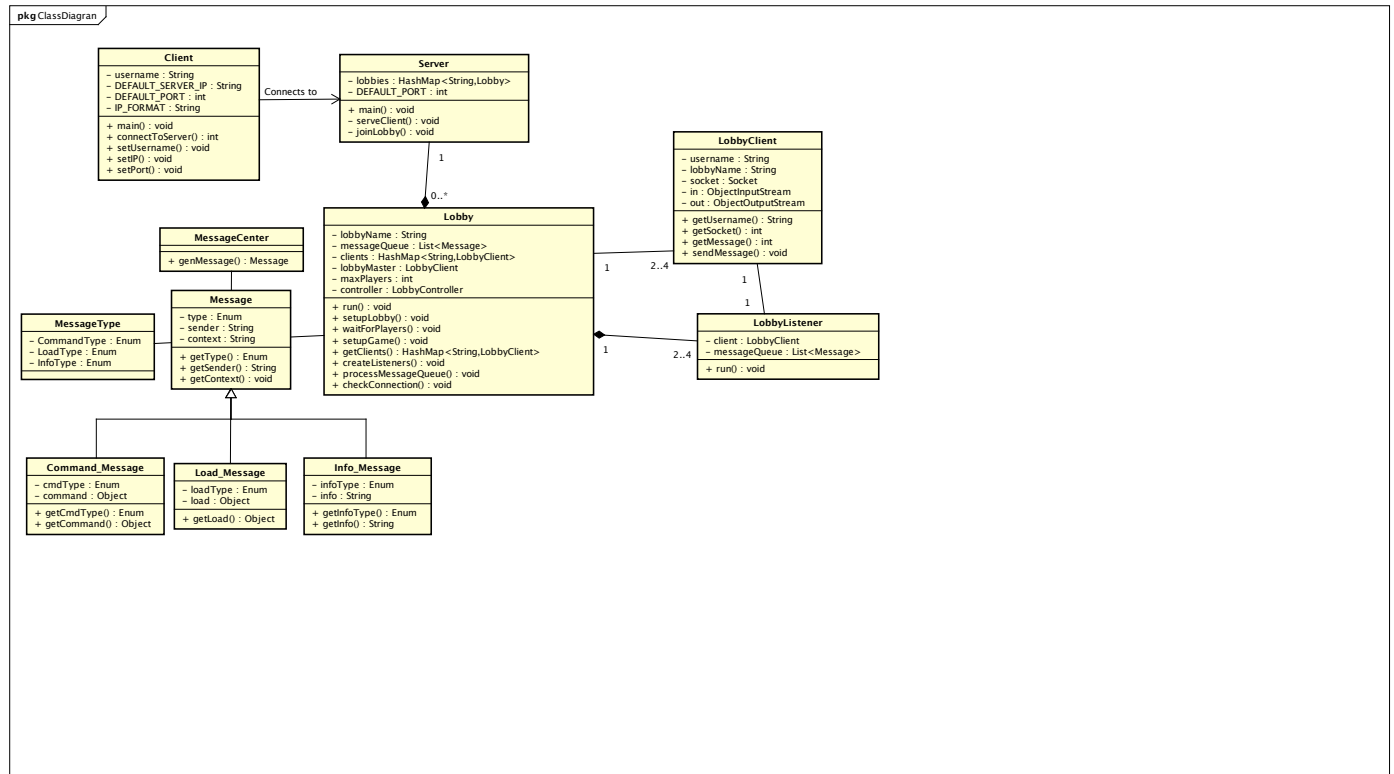 pkg ClassDiagran
Client
– username : String
– DEFAULT_SERVER_IP : String
– DEFAULT_PORT : int
– IP_FORMAT : String
+ main() : void
+ connectToServer() : int
+ setUsername() : void
+ setIP() : void
+ setPort() : void
Connects to
Server
– lobbies : HashMap<String,Lobby>
– DEFAULT_PORT : int
+ main() : void
– serveClient() : void
– joinLobby() : void
1
0..*
LobbyClient
– username : String
– lobbyName : String
– socket : Socket
– in : ObjectInputStream
– out : ObjectOutputStream
+ getUsername() : String
+ getSocket() : int
+ getMessage() : int
+ sendMessage() : void
Lobby
– lobbyName : String
– messageQueue : List<Message>
– clients : HashMap<String,LobbyClient>
– lobbyMaster : LobbyClient
– maxPlayers : int
– controller : LobbyController
+ run() : void
+ setupLobby() : void
+ waitForPlayers() : void
+ setupGame() : void
+ getClients() : HashMap<String,LobbyClient>
+ createListeners() : void
+ processMessageQueue() : void
+ checkConnection() : void
1
2..4
1
1
1
2..4
LobbyListener
– client : LobbyClient
– messageQueue : List<Message>
+ run() : void
MessageCenter
+ genMessage() : Message
Message
– type : Enum
– sender : String
– context : String
+ getType() : Enum
+ getSender() : String
+ getContext() : void
MessageType
– CommandType : Enum
– LoadType : Enum
– InfoType : Enum
Command_Message
– cmdType : Enum
– command : Object
+ getCmdType() : Enum
+ getCommand() : Object
Load_Message
– loadType : Enum
– load : Object
+ getLoad() : Object
Info_Message
– infoType : Enum
– info : String
+ getInfoType() : Enum
+ getInfo() : String